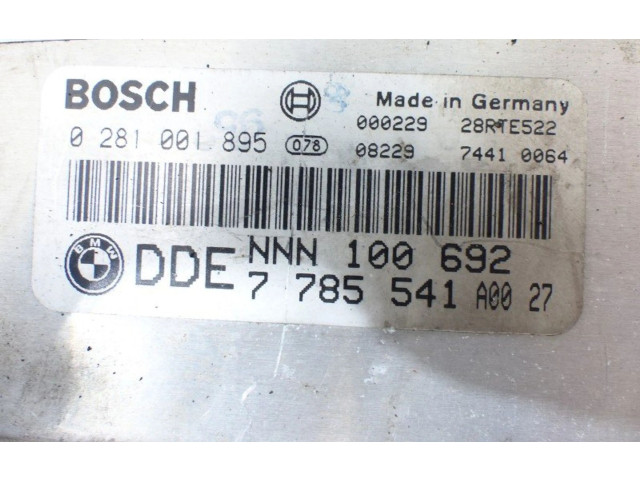 BOSCH Made in Germany
000229 28RTE522
0 281 001 895 078 08229 7441 0064
BMW DDE NNN 100 692
7 785 541 A00 27